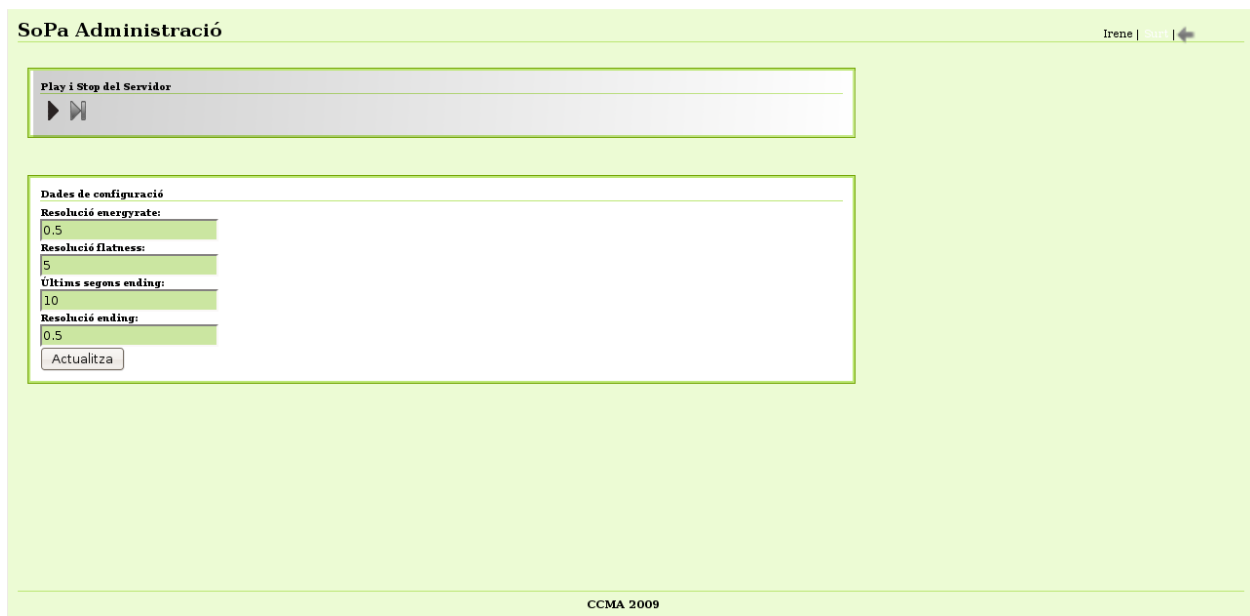 SoPa Administració
Irene | Surt |
Play i Stop del Servidor
Dades de configuració
Resolució energyrate:
0.5
Resolució flatness:
5
Últims segons ending:
10
Resolució ending:
0.5
Actualitza
CCMA 2009